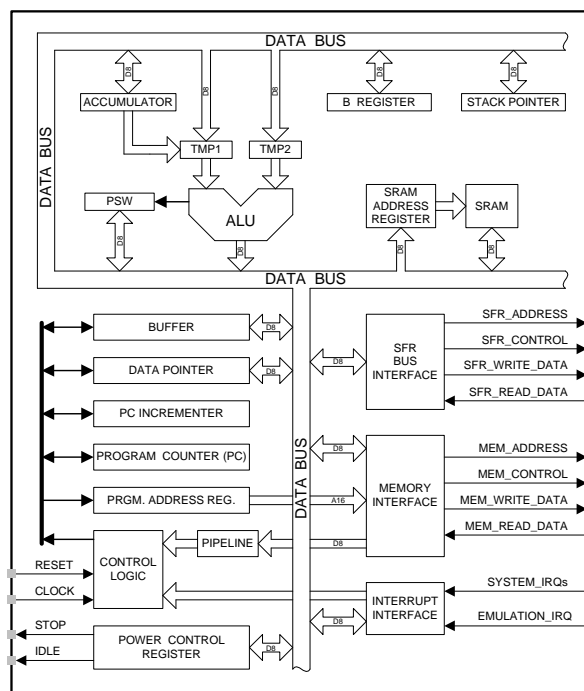 DATA BUS
D8
D8
D8
D8
D8
ACCUMULATOR
B REGISTER
STACK POINTER
DATA BUS
TMP1
TMP2
PSW
ALU
SRAM
ADDRESS
REGISTER
SRAM
D8
D8
D8
D8
DATA BUS
BUFFER
D8
DATA POINTER
D8
PC INCREMENTER
PROGRAM COUNTER (PC)
PRGM. ADDRESS REG.
A16
CONTROL
LOGIC
PIPELINE
D8
RESET
CLOCK
STOP
IDLE
POWER CONTROL
REGISTER
D8
DATA BUS
D8
SFR
BUS
INTERFACE
SFR_ADDRESS
SFR_CONTROL
SFR_WRITE_DATA
SFR_READ_DATA
D8
MEMORY
INTERFACE
MEM_ADDRESS
MEM_CONTROL
MEM_WRITE_DATA
MEM_READ_DATA
INTERRUPT
INTERFACE
D8
SYSTEM_IRQs
EMULATION_IRQ